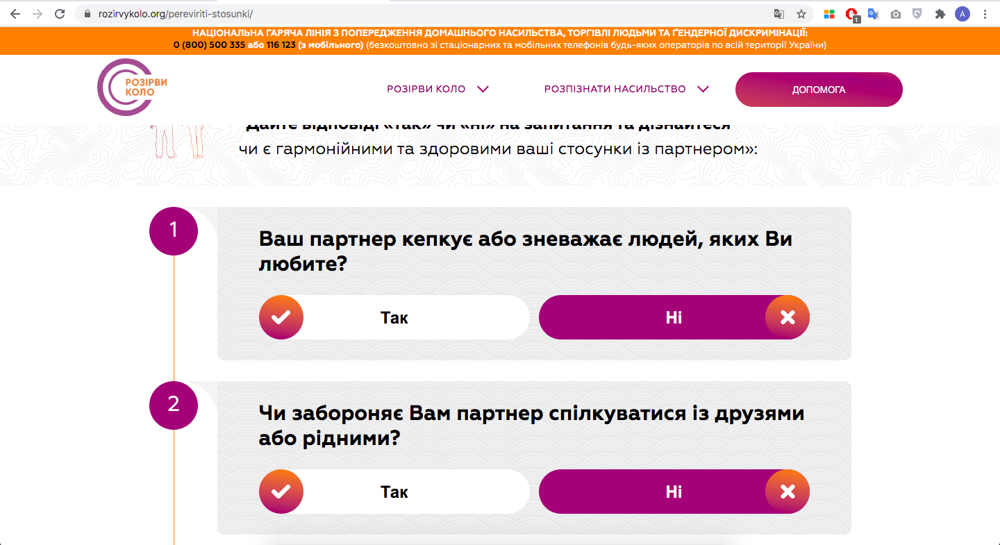 rozirvykolo.org/pereviriti-stosunki/
1
A
НАЦІОНАЛЬНА ГАРЯЧА ЛІНІЯ З ПОПЕРЕДЖЕННЯ ДОМАШНЬОГО НАСИЛЬСТВА, ТОРГІВЛІ ЛЮДЬМИ ТА ҐЕНДЕРНОЇ ДИСКРИМІНАЦІЇ:
0 (800) 500 335 або 116 123 (з мобільного) (безкоштовно зі стаціонарних та мобільних телефонів будь-яких операторів по всій території України)
РОЗІРВИ
КОЛО
РОЗІРВИ КОЛО
РОЗПІЗНАТИ НАСИЛЬСТВО
ДОПОМОГА
Дайте відповіді «так» чи «ні» на запитання та дізнайтеся
чи є гармонійними та здоровими ваші стосунки із партнером»:
1
Ваш партнер кепкує або зневажає людей, яких Ви
любите?
Так
Ні
2
Чи забороняє Вам партнер спілкуватися із друзями
або рідними?
Так
Ні